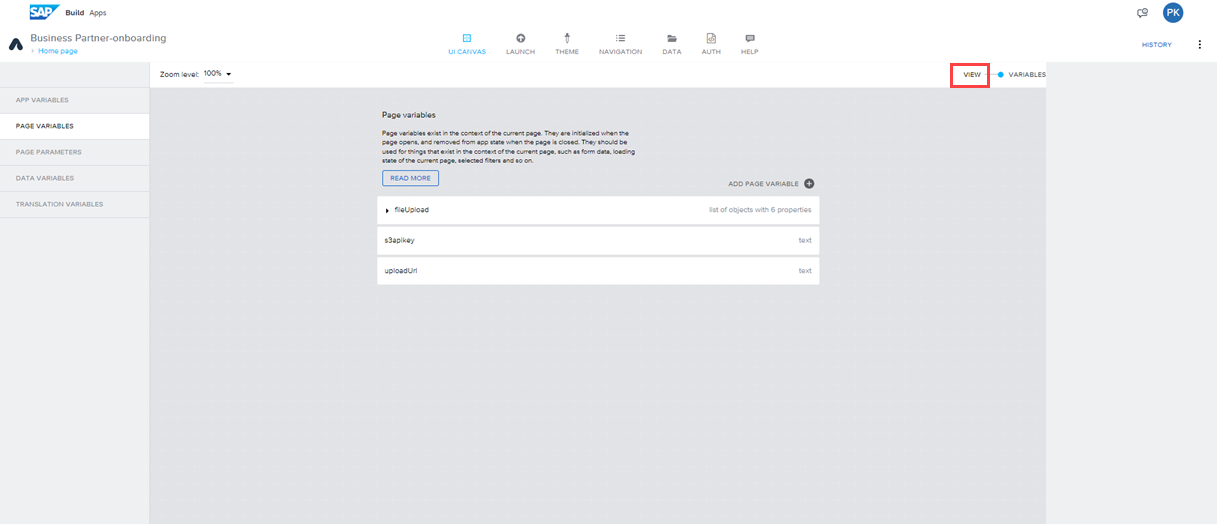 SAP Build Apps
PK
Business Partner-onboarding
Home page
UI CANVAS
LAUNCH
THEME
NAVIGATION
DATA
AUTH
HELP
HISTORY
Zoom level: 100%
VIEW
VARIABLES
APP VARIABLES
PAGE VARIABLES
PAGE PARAMETERS
DATA VARIABLES
TRANSLATION VARIABLES
Page variables
Page variables exist in the context of the current page. They are initialized when the
page opens, and removed from app state when the page is closed. They should be
used for things that exist in the context of the current page, such as form data, loading
state of the current page, selected filters and so on.
READ MORE
ADD PAGE VARIABLE
fileUpload list of objects with 6 properties
s3apikey text
uploadUrl text